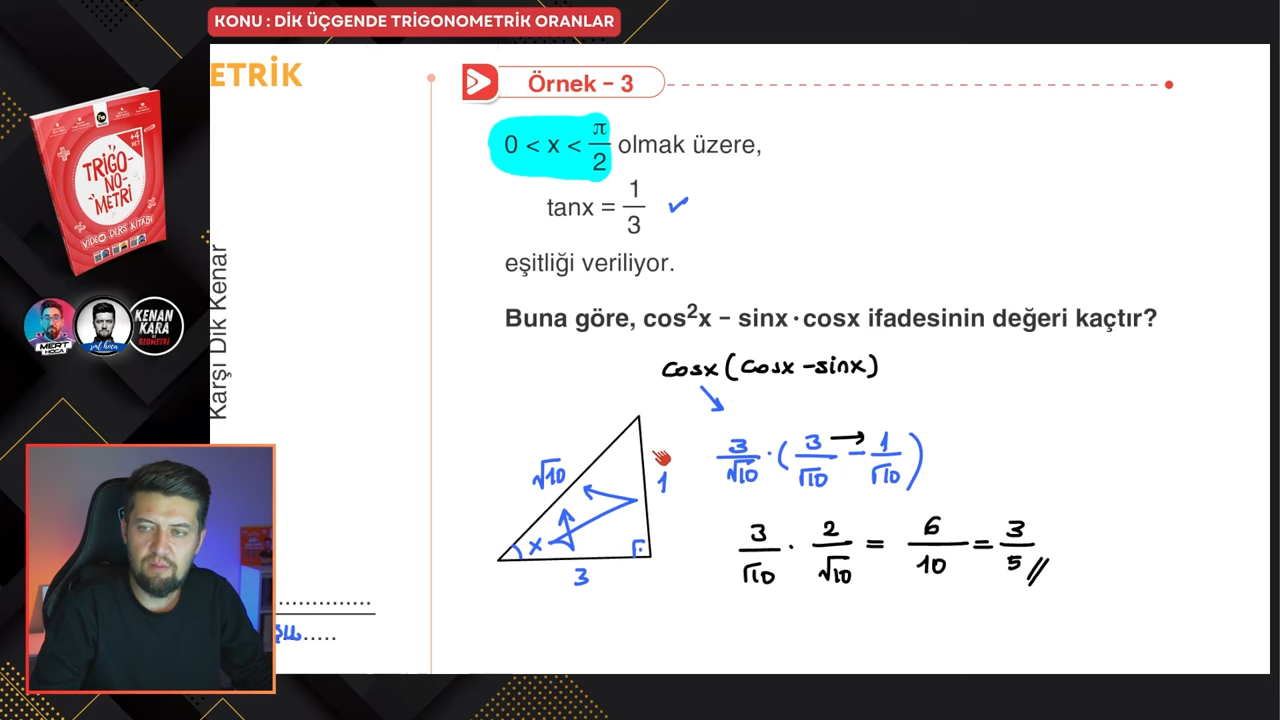 KONU : DİK ÜÇGENDE TRİGONOMETRİK ORANLAR
ETRİK
+4 NET
TRİGO-
NO-
METRİ
VİDEO DERS KİTABI
MERT HOCA
KENAN KARA GEOMETRİ
Karşı Dik Kenar
..............
.....
Örnek – 3
0 < x < π/2 olmak üzere,
tanx = 1/3 ✓
eşitliği veriliyor.
Buna göre, cos²x – sinx · cosx ifadesinin değeri kaçtır?
cosx (cosx – sinx)
3/√10 · ( 3/√10 – 1/√10 )
√10
1
x
3
3/√10 · 2/√10 = 6/10 = 3/5 //